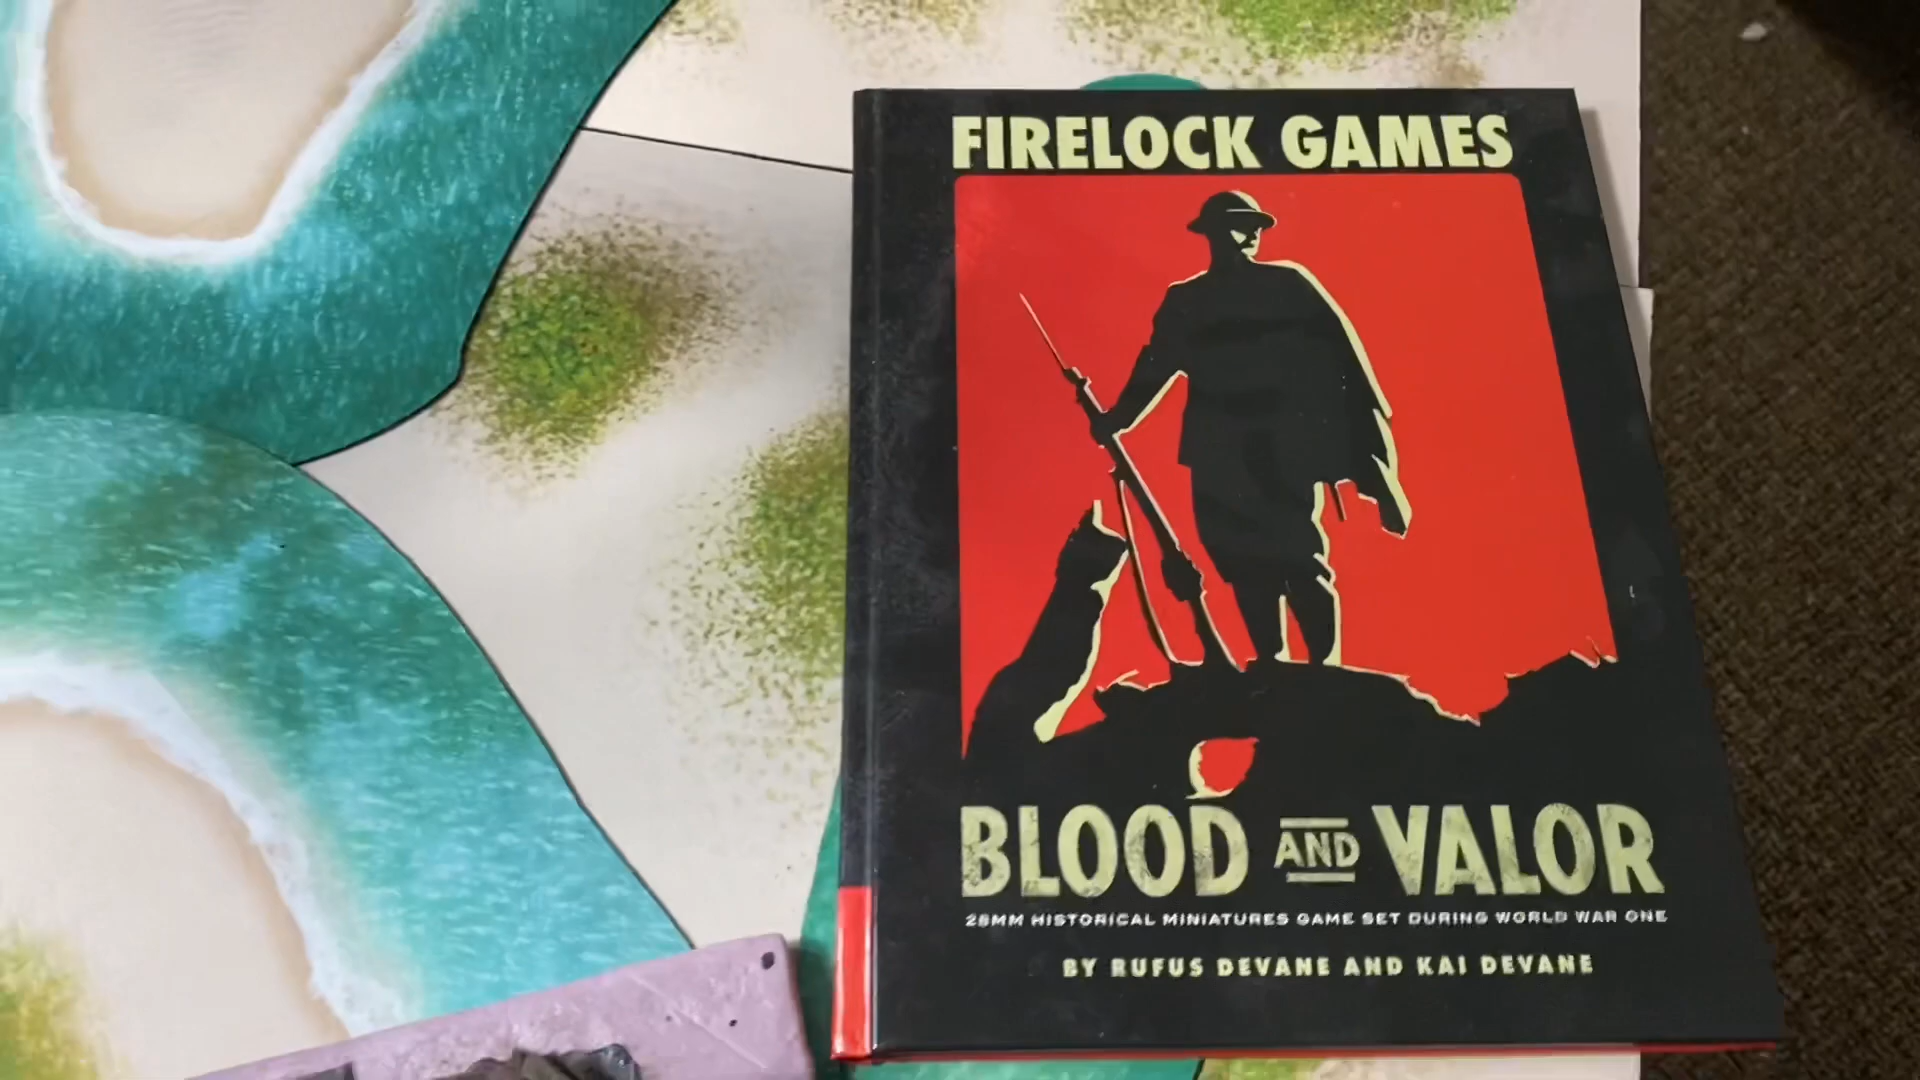 FIRELOCK GAMES
BLOOD AND VALOR
28MM HISTORICAL MINIATURES GAME SET DURING WORLD WAR ONE
BY RUFUS DEVANE AND KAI DEVANE